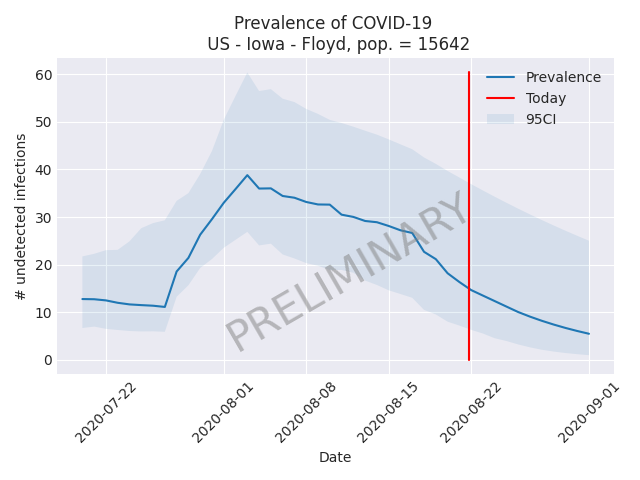 Prevalence of COVID-19
US - Iowa - Floyd, pop. = 15642
Prevalence
Today
95CI
PRELIMINARY
# undetected infections
60
50
40
30
20
10
0
2020-07-22
2020-08-01
2020-08-08
2020-08-15
2020-08-22
2020-09-01
Date